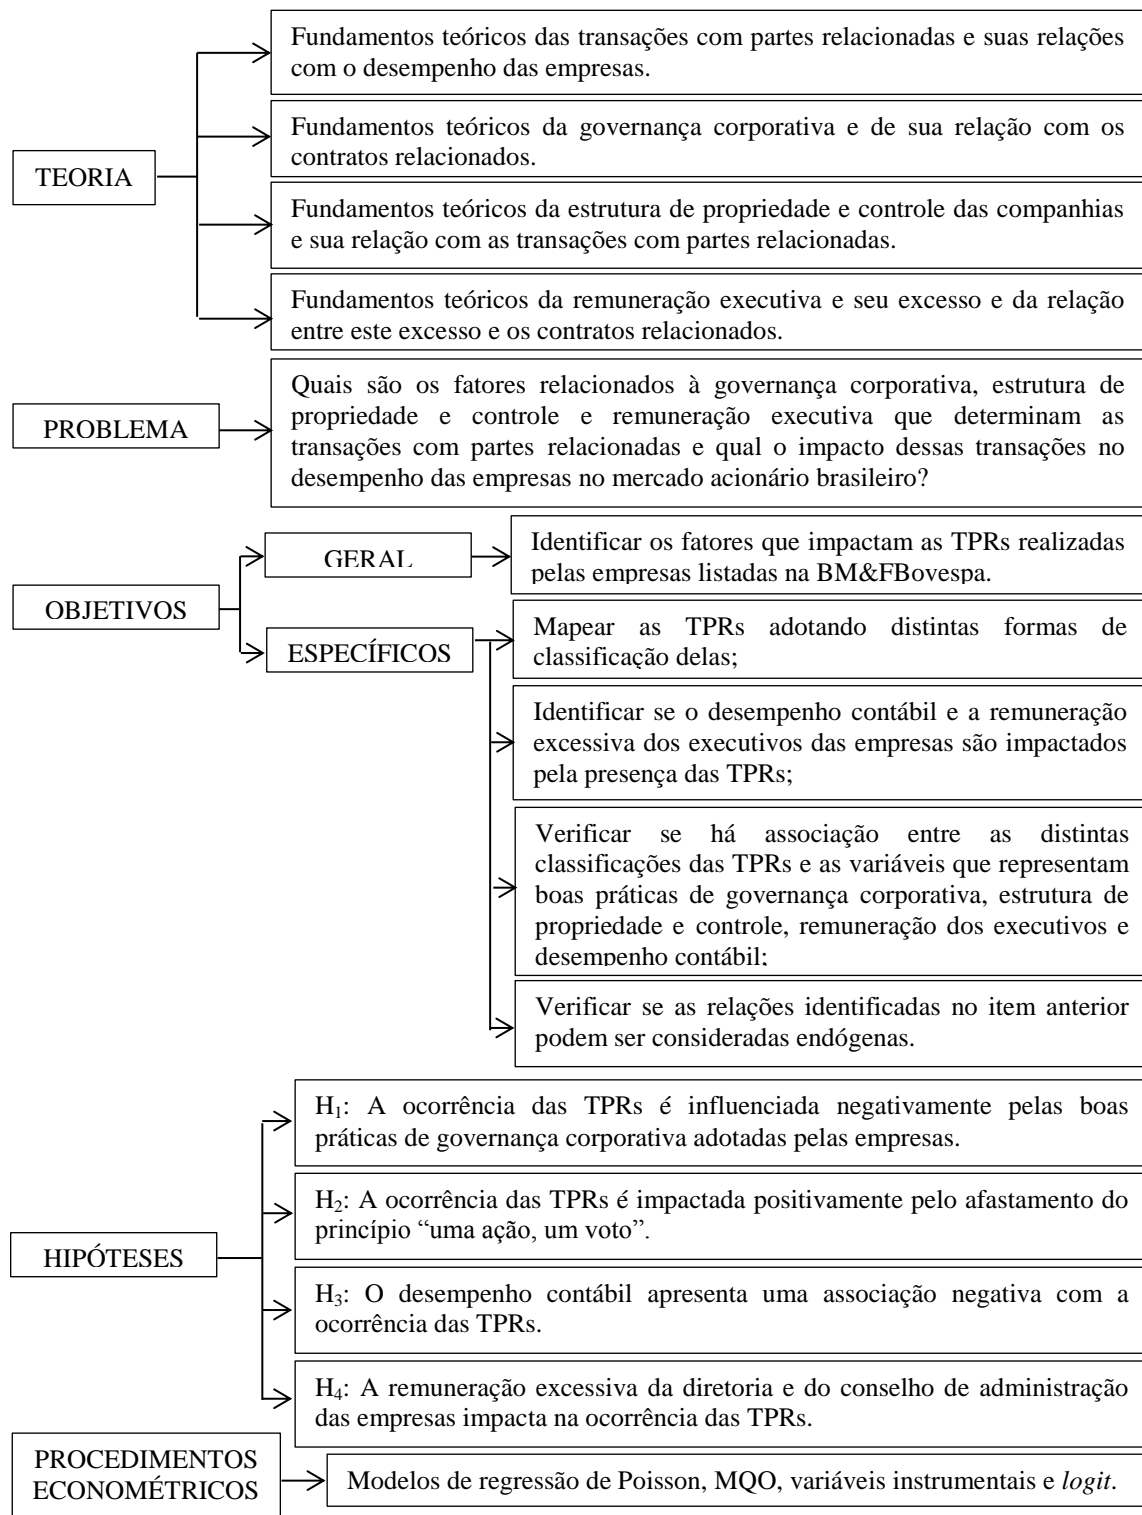 Fundamentos teóricos das transações com partes relacionadas e suas relações
com o desempenho das empresas.
Fundamentos teóricos da governança corporativa e de sua relação com os
contratos relacionados.
TEORIA
Fundamentos teóricos da estrutura de propriedade e controle das companhias
e sua relação com as transações com partes relacionadas.
Fundamentos teóricos da remuneração executiva e seu excesso e da relação
entre este excesso e os contratos relacionados.
PROBLEMA
Quais são os fatores relacionados à governança corporativa, estrutura de
propriedade e controle e remuneração executiva que determinam as
transações com partes relacionadas e qual o impacto dessas transações no
desempenho das empresas no mercado acionário brasileiro?
OBJETIVOS
GERAL
Identificar os fatores que impactam as TPRs realizadas
pelas empresas listadas na BM&FBovespa.
ESPECÍFICOS
Mapear as TPRs adotando distintas formas de
classificação delas;
Identificar se o desempenho contábil e a remuneração
excessiva dos executivos das empresas são impactados
pela presença das TPRs;
Verificar se há associação entre as distintas
classificações das TPRs e as variáveis que representam
boas práticas de governança corporativa, estrutura de
propriedade e controle, remuneração dos executivos e
desempenho contábil;
Verificar se as relações identificadas no item anterior
podem ser consideradas endógenas.
HIPÓTESES
H₁: A ocorrência das TPRs é influenciada negativamente pelas boas
práticas de governança corporativa adotadas pelas empresas.
H₂: A ocorrência das TPRs é impactada positivamente pelo afastamento do
princípio “uma ação, um voto”.
H₃: O desempenho contábil apresenta uma associação negativa com a
ocorrência das TPRs.
H₄: A remuneração excessiva da diretoria e do conselho de administração
das empresas impacta na ocorrência das TPRs.
PROCEDIMENTOS
ECONOMÉTRICOS
Modelos de regressão de Poisson, MQO, variáveis instrumentais e logit.